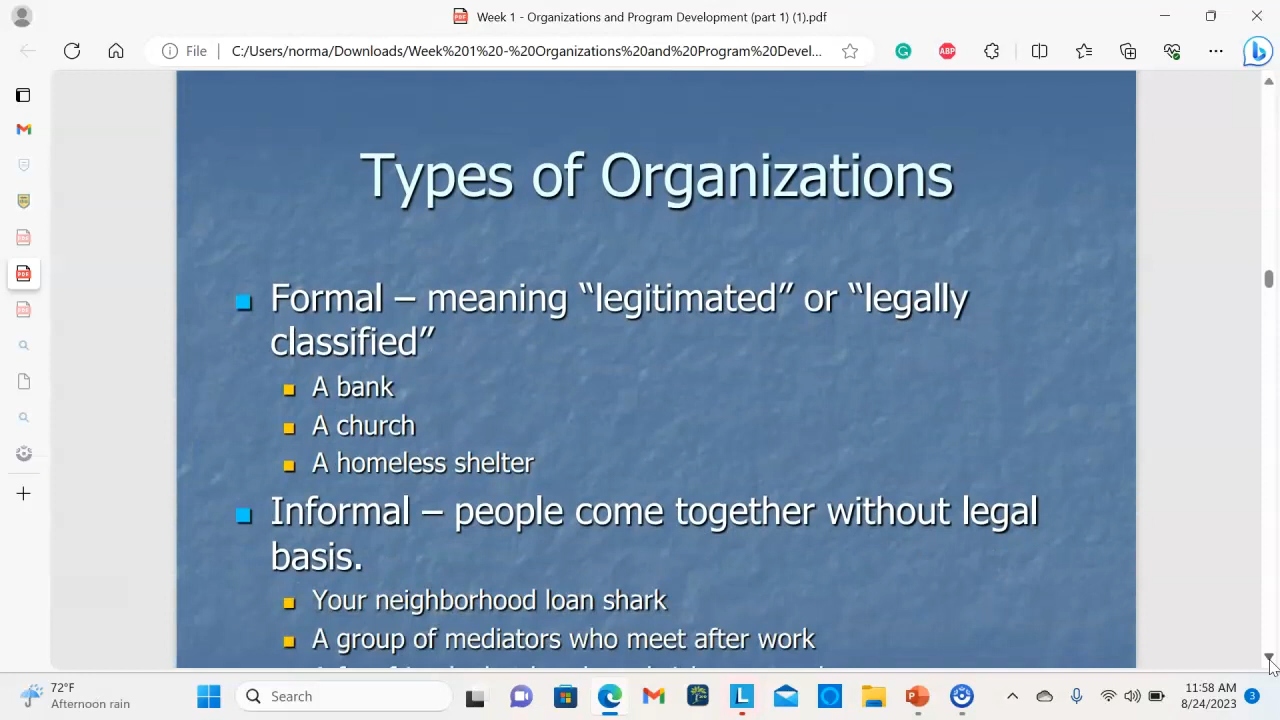 Week 1 - Organizations and Program Development (part 1) (1).pdf
File
C:/Users/norma/Downloads/Week%201%20-%20Organizations%20and%20Program%20Devel...
ABP
Types of Organizations
Formal – meaning “legitimated” or “legally
classified”
A bank
A church
A homeless shelter
Informal – people come together without legal
basis.
Your neighborhood loan shark
A group of mediators who meet after work
72°F
Afternoon rain
Search
11:58 AM
8/24/2023
3